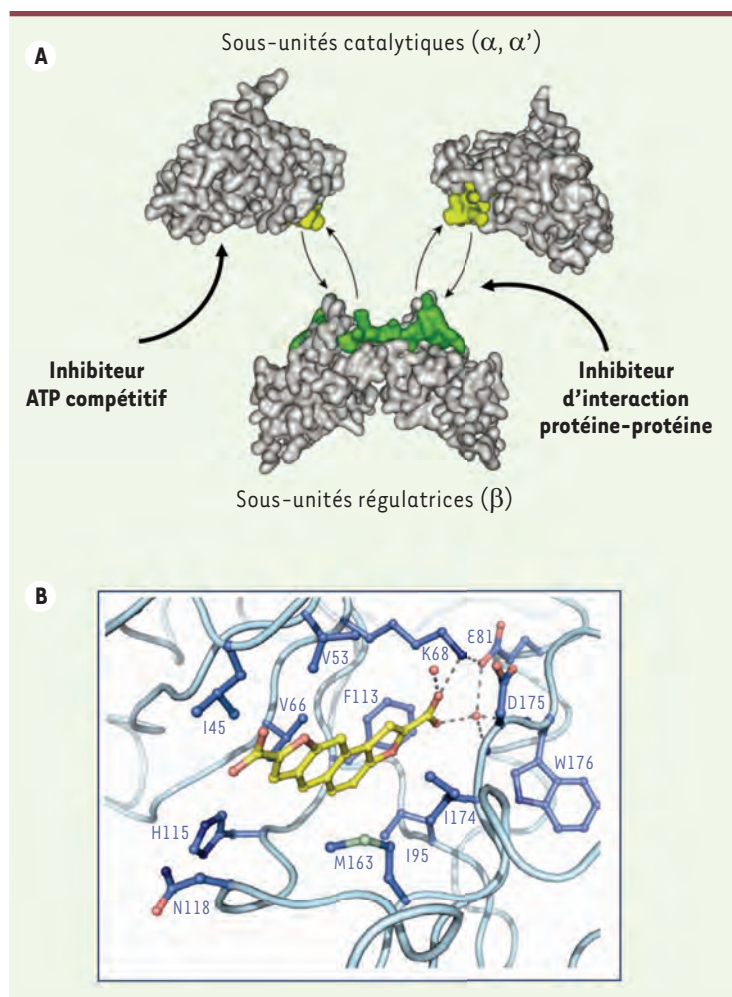 A
Sous-unités catalytiques (α, α’)
Inhibiteur
ATP compétitif
Inhibiteur
d’interaction
protéine-protéine
Sous-unités régulatrices (β)
B
V53
K68
E81
I45
V66
F113
D175
W176
H115
I174
M163
I95
N118